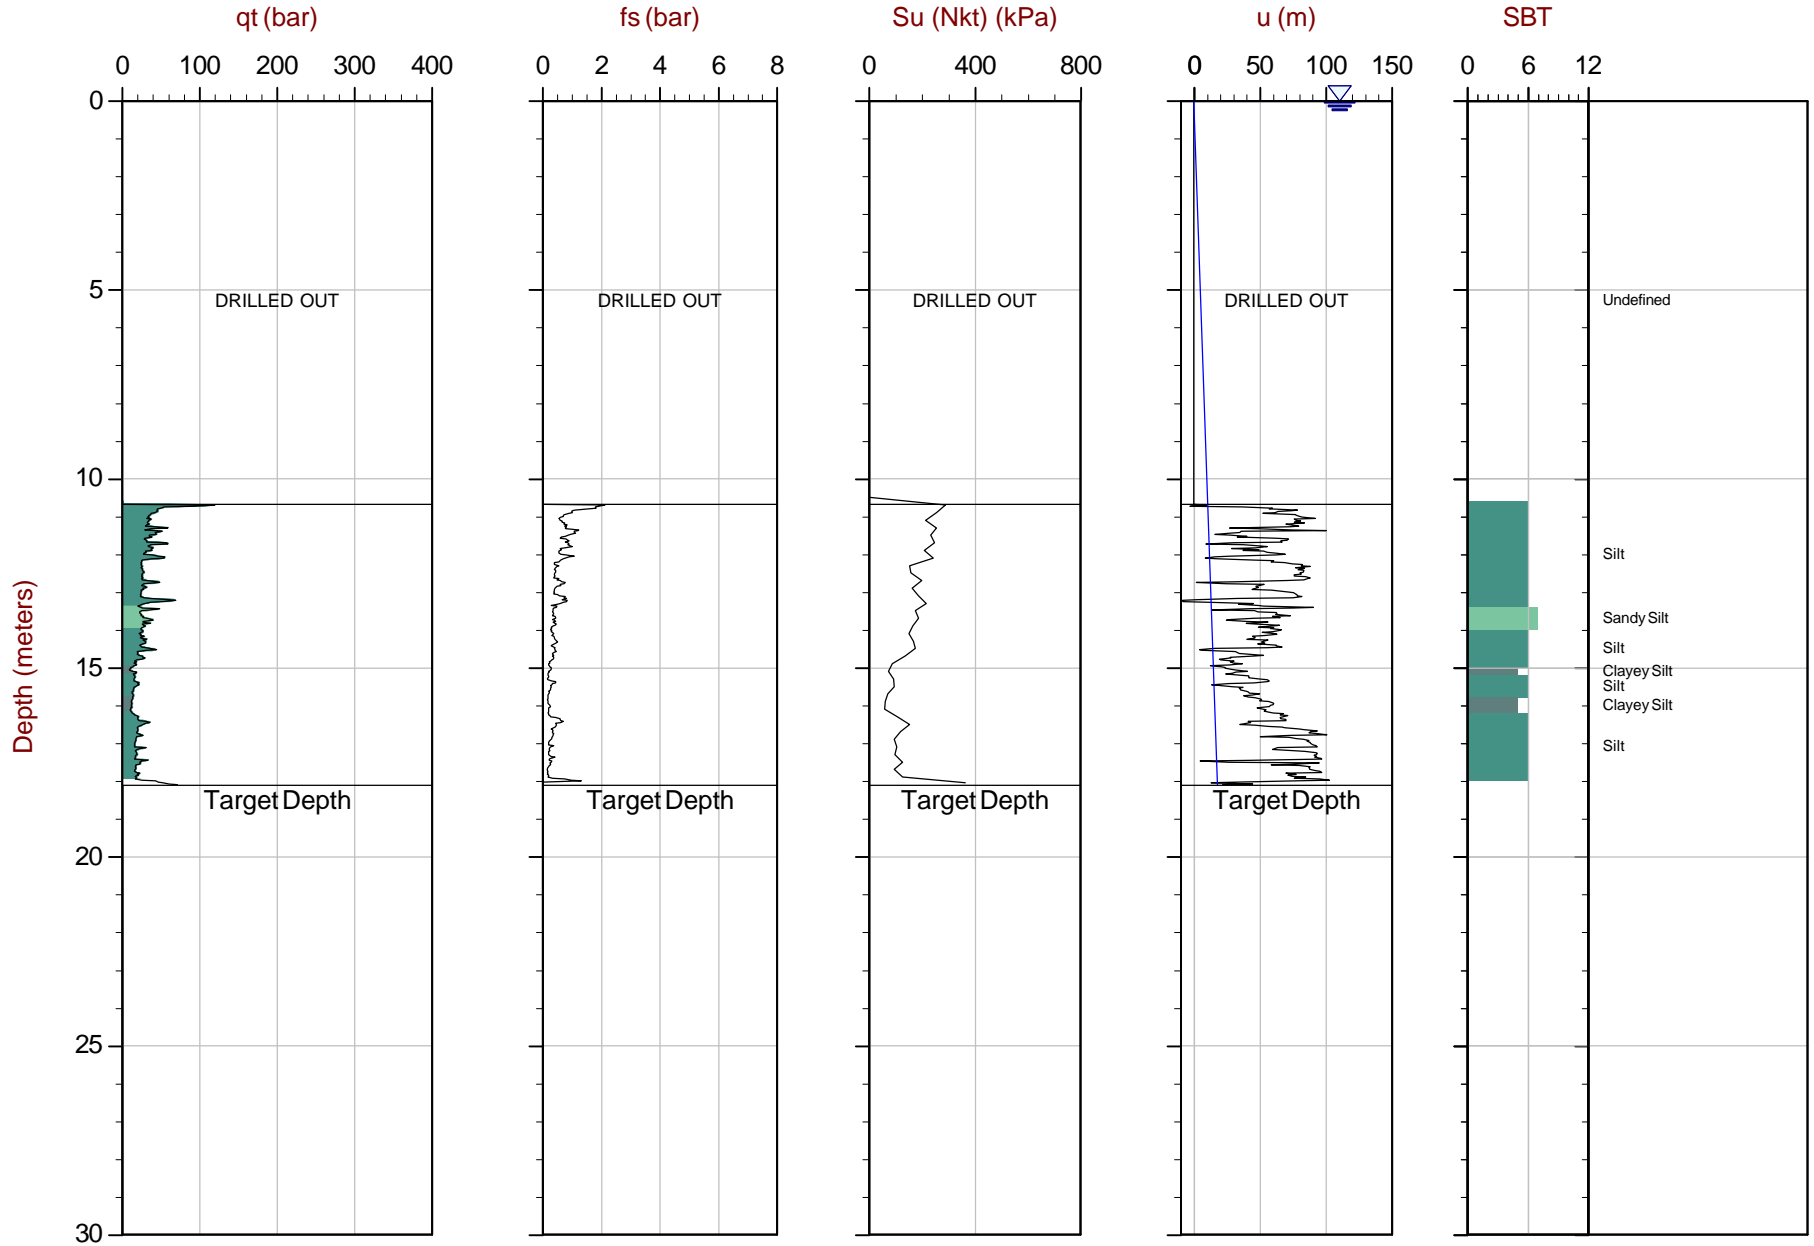 qt (bar) fs (bar) Su (Nkt) (kPa) u (m) SBT
0 100 200 300 400 0 2 4 6 8 0 400 800 0 50 100 150 0 6 12
0
5
DRILLED OUT DRILLED OUT DRILLED OUT DRILLED OUT Undefined
10
Silt
Depth (meters)
Sandy Silt
Silt
15
Clayey Silt
Silt
Clayey Silt
Silt
Target Depth Target Depth Target Depth Target Depth
20
25
30